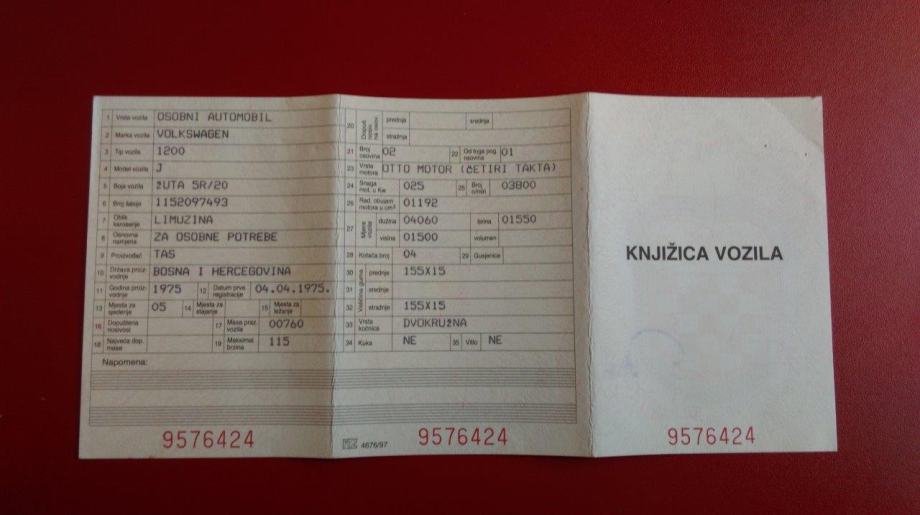 1 Vrsta vozila OSOBNI AUTOMOBIL
2 Marka vozila VOLKSWAGEN
3 Tip vozila 1200
4 Model vozila J
5 Boja vozila ŽUTA 5R/20
6 Broj šasije 1152097493
7 Oblik karoserije LIMUZINA
8 Osnovna namjena ZA OSOBNE POTREBE
9 Proizvođač TAS
10 Država proizvodnje BOSNA I HERCEGOVINA
11 Godina proizvodnje 1975 12 Datum prve registracije 04.04.1975.
13 Mjesta za sjedenje 05 14 Mjesta za stajanje 15 Mjesta za ležanje
16 Dopuštena nosivost 17 Masa praz. vozila 00760
18 Najveća dop. masa 19 Maksimal. brzina 115
Napomena:
9576424
20 Dopušt. prednja srednja
stražnja
21 Broj osovina 02 22 Od toga pog. osovina 01
23 Vrsta motora OTTO MOTOR (ČETIRI TAKTA)
24 Snaga mot. u Kw 025 25 Broj o/min 03800
26 Rad. obujam motora u cm³ 01192
27 Mjere vozila dužina 04060 širina 01550
visina 01500 volumen
28 Kotača broj 04 29 Gusjenice
30 Veličina guma prednje 155X15
31 srednje
32 stražnje 155X15
33 Vrsta kočnica DVOKRUŽNA
34 Kuka NE 35 Vitlo NE
4676/97
9576424
KNJIŽICA VOZILA
9576424